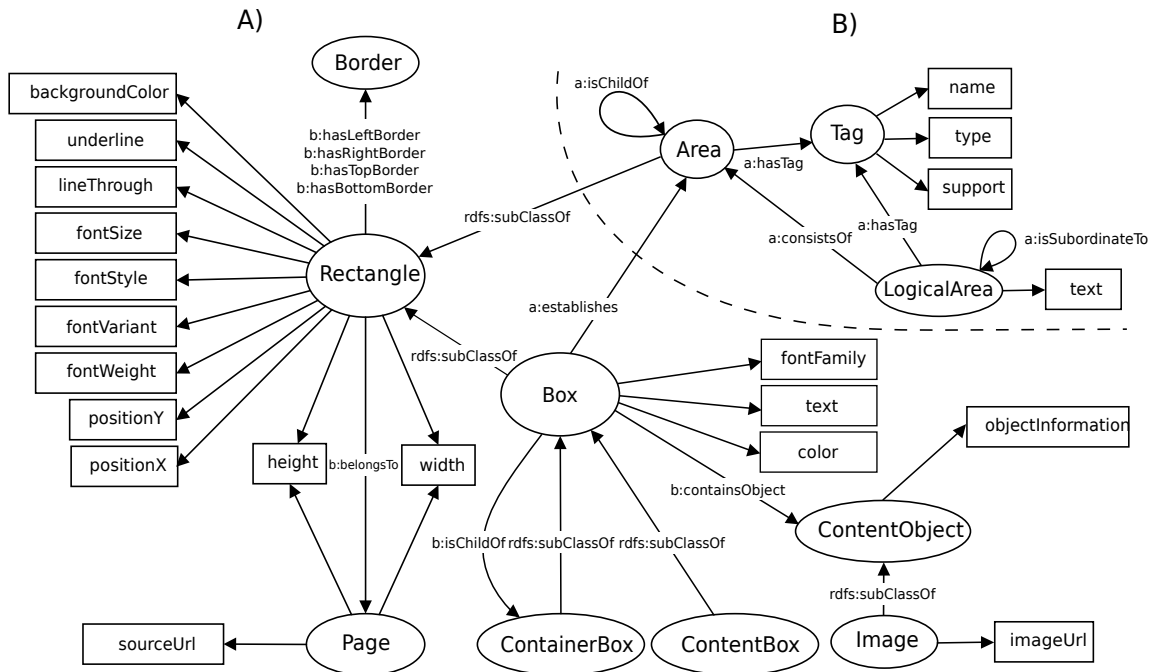 A)
B)
Border
backgroundColor
underline
lineThrough
fontSize
fontStyle
fontVariant
fontWeight
positionY
positionX
b:hasLeftBorder
b:hasRightBorder
b:hasTopBorder
b:hasBottomBorder
Rectangle
rdfs:subClassOf
a:isChildOf
Area
a:hasTag
Tag
name
type
support
a:consistsOf
a:hasTag
a:isSubordinateTo
LogicalArea
text
a:establishes
rdfs:subClassOf
Box
fontFamily
text
color
objectInformation
height
b:belongsTo
width
b:containsObject
ContentObject
b:isChildOf
rdfs:subClassOf
rdfs:subClassOf
rdfs:subClassOf
sourceUrl
Page
ContainerBox
ContentBox
Image
imageUrl